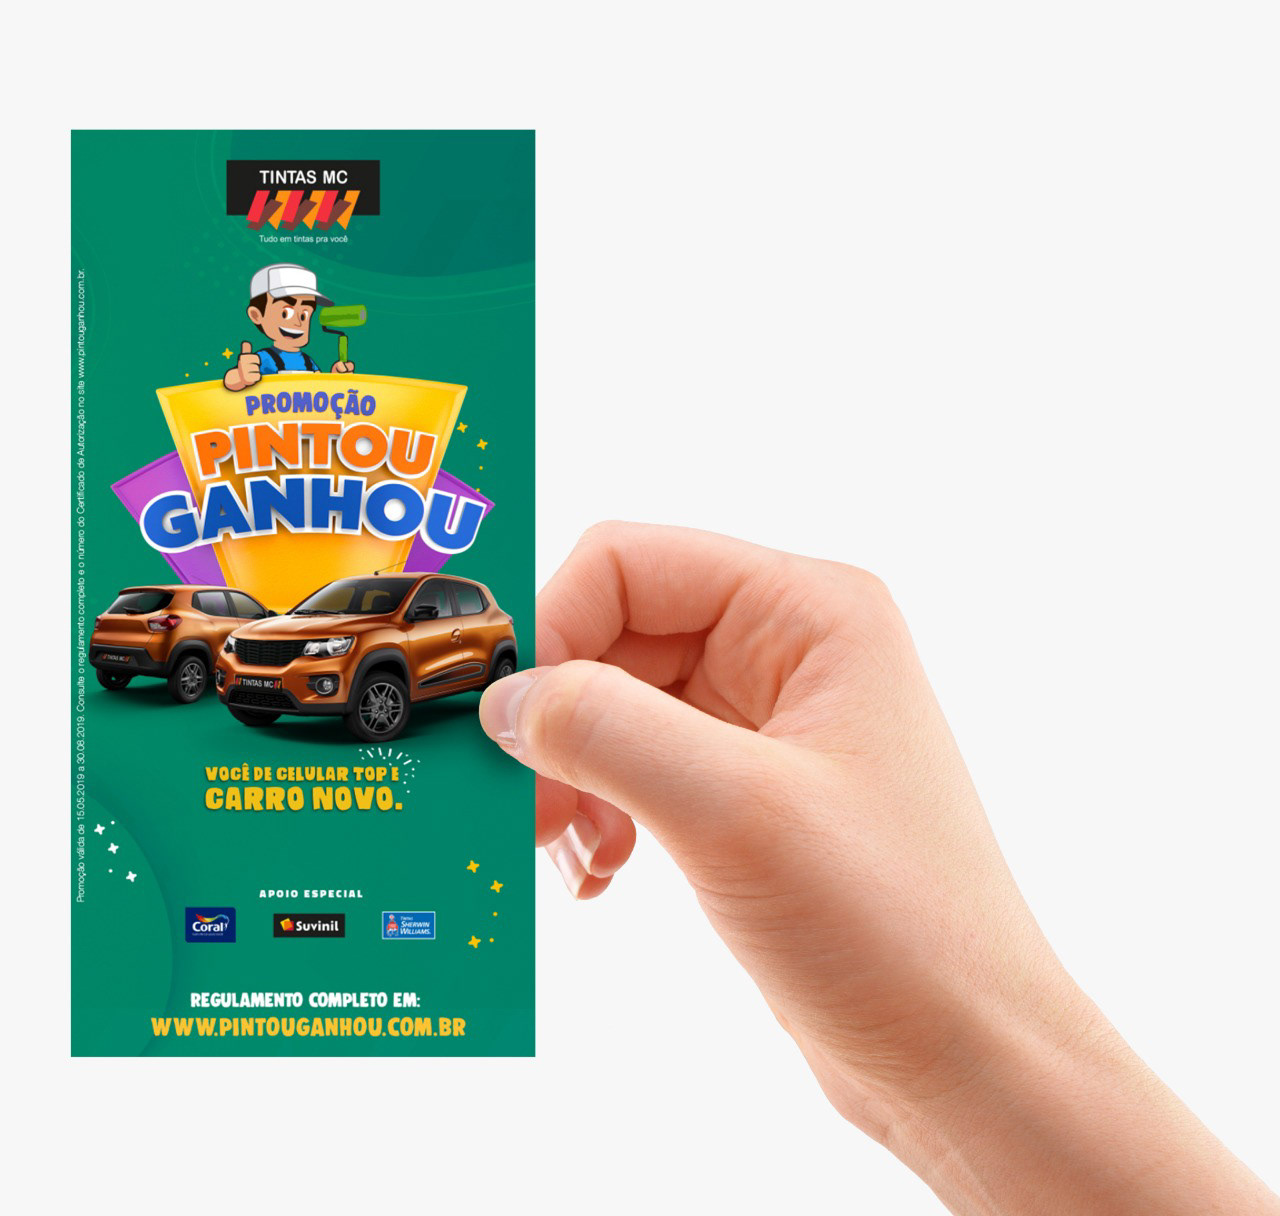 TINTAS MC
Tudo em tintas pra você
PROMOÇÃO
PINTOU
GANHOU
TINTAS MC
TINTAS MC
VOCÊ DE CELULAR TOP E
CARRO NOVO.
APOIO ESPECIAL
Coral
Suvinil
Tintas
SHERWIN
WILLIAMS.
REGULAMENTO COMPLETO EM:
WWW.PINTOUGANHOU.COM.BR
Promoção válida de 15.05.2019 a 30.08.2019. Consulte o regulamento completo e o número do Certificado de Autorização no site www.pintouganhou.com.br.